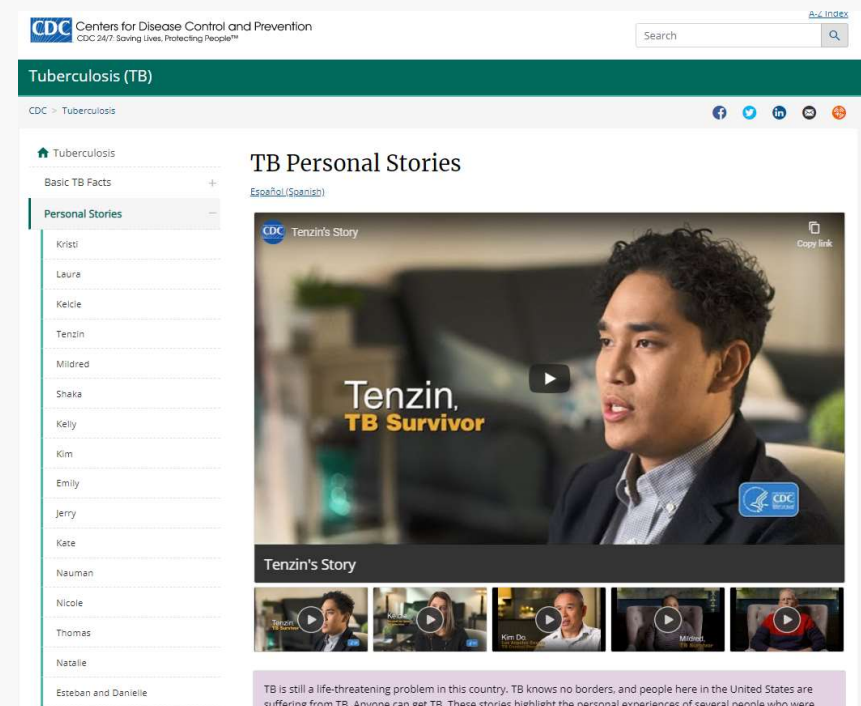 A-Z Index
CDC Centers for Disease Control and Prevention
CDC 24/7: Saving Lives, Protecting People™
Search
Tuberculosis (TB)
CDC > Tuberculosis
Tuberculosis
Basic TB Facts
Personal Stories
Kristi
Laura
Kelcie
Tenzin
Mildred
Shaka
Kelly
Kim
Emily
Jerry
Kate
Nauman
Nicole
Thomas
Natalie
Esteban and Danielle
TB Personal Stories
Español (Spanish)
CDC Tenzin's Story
Copy link
Tenzin,
TB Survivor
CDC
Tenzin's Story
Tenzin,
TB Survivor
Kim Do,
Mildred,
TB Survivor
TB is still a life-threatening problem in this country. TB knows no borders, and people here in the United States are
suffering from TB. Anyone can get TB. These stories highlight the personal experiences of several people who were